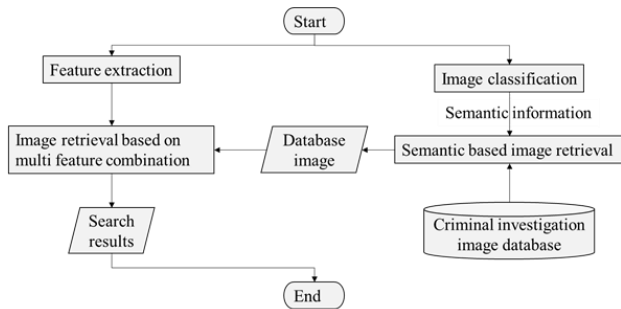 Start
Feature extraction
Image classification
Semantic information
Image retrieval based on
multi feature combination
Database
image
Semantic based image retrieval
Search
results
Criminal investigation
image database
End